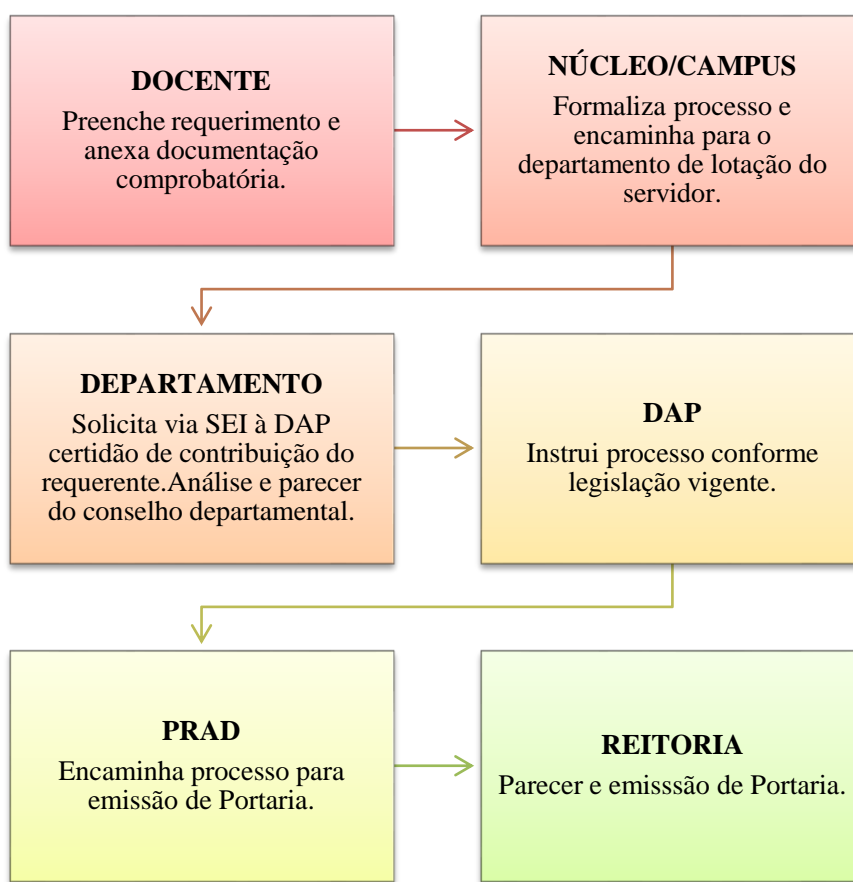 DOCENTE
Preenche requerimento e
anexa documentação
comprobatória.
NÚCLEO/CAMPUS
Formaliza processo e
encaminha para o
departamento de lotação do
servidor.
DEPARTAMENTO
Solicita via SEI à DAP
certidão de contribuição do
requerente.Análise e parecer
do conselho departamental.
DAP
Instrui processo conforme
legislação vigente.
PRAD
Encaminha processo para
emissão de Portaria.
REITORIA
Parecer e emisssão de Portaria.